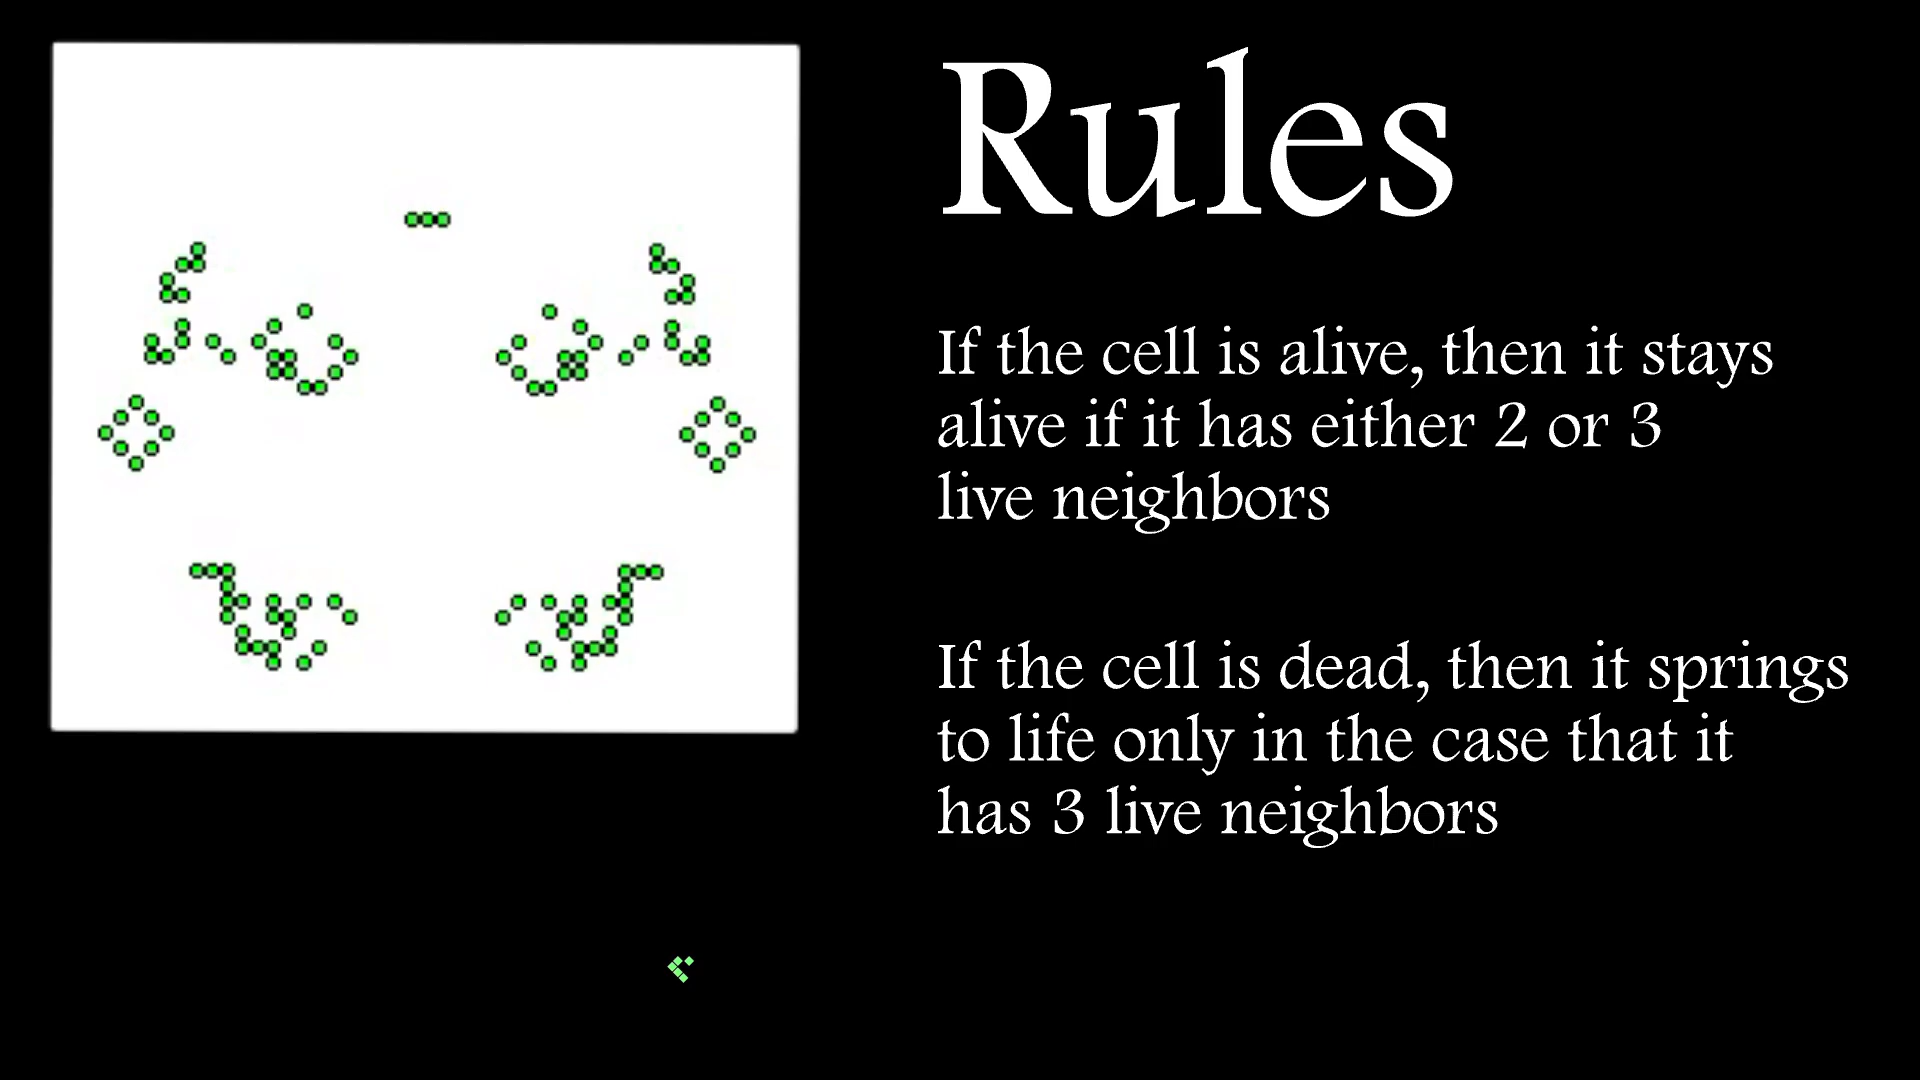 Rules
If the cell is alive, then it stays
alive if it has either 2 or 3
live neighbors
If the cell is dead, then it springs
to life only in the case that it
has 3 live neighbors